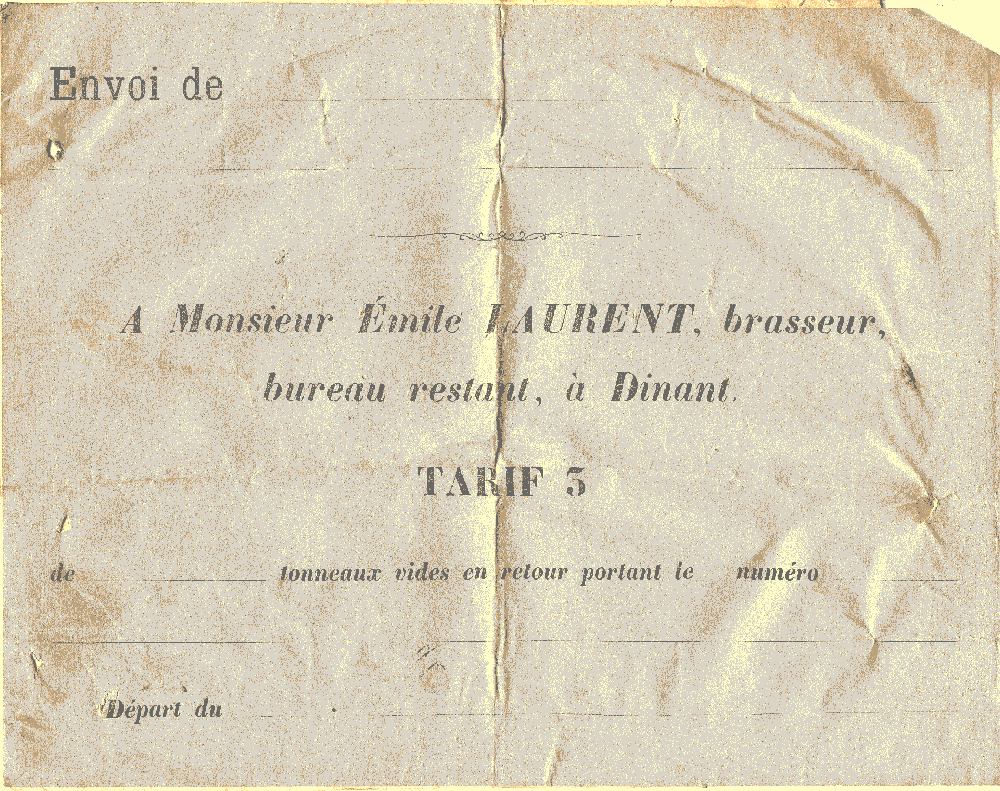 Envoi de
A Monsieur Émile LAURENT, brasseur,
bureau restant, à Dinant.
TARIF 3
de tonneaux vides en retour portant le numéro
Départ du